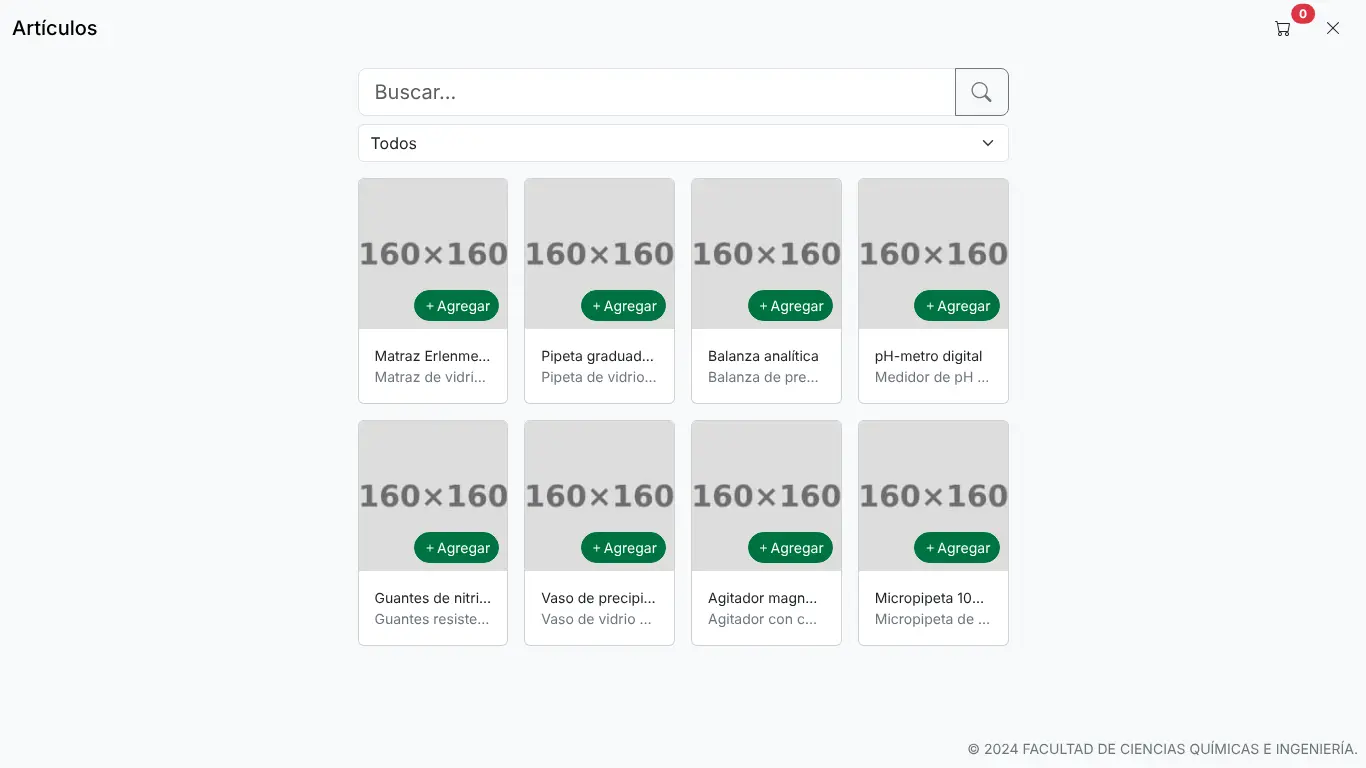 Artículos
0
Buscar...
Todos
160×160 160×160 160×160 160×160
+ Agregar + Agregar + Agregar + Agregar
Matraz Erlenme... Pipeta graduad... Balanza analítica pH-metro digital
Matraz de vidri... Pipeta de vidrio... Balanza de pre... Medidor de pH ...
160×160 160×160 160×160 160×160
+ Agregar + Agregar + Agregar + Agregar
Guantes de nitri... Vaso de precipi... Agitador magn... Micropipeta 10...
Guantes resiste... Vaso de vidrio ... Agitador con c... Micropipeta de ...
© 2024 FACULTAD DE CIENCIAS QUÍMICAS E INGENIERÍA.